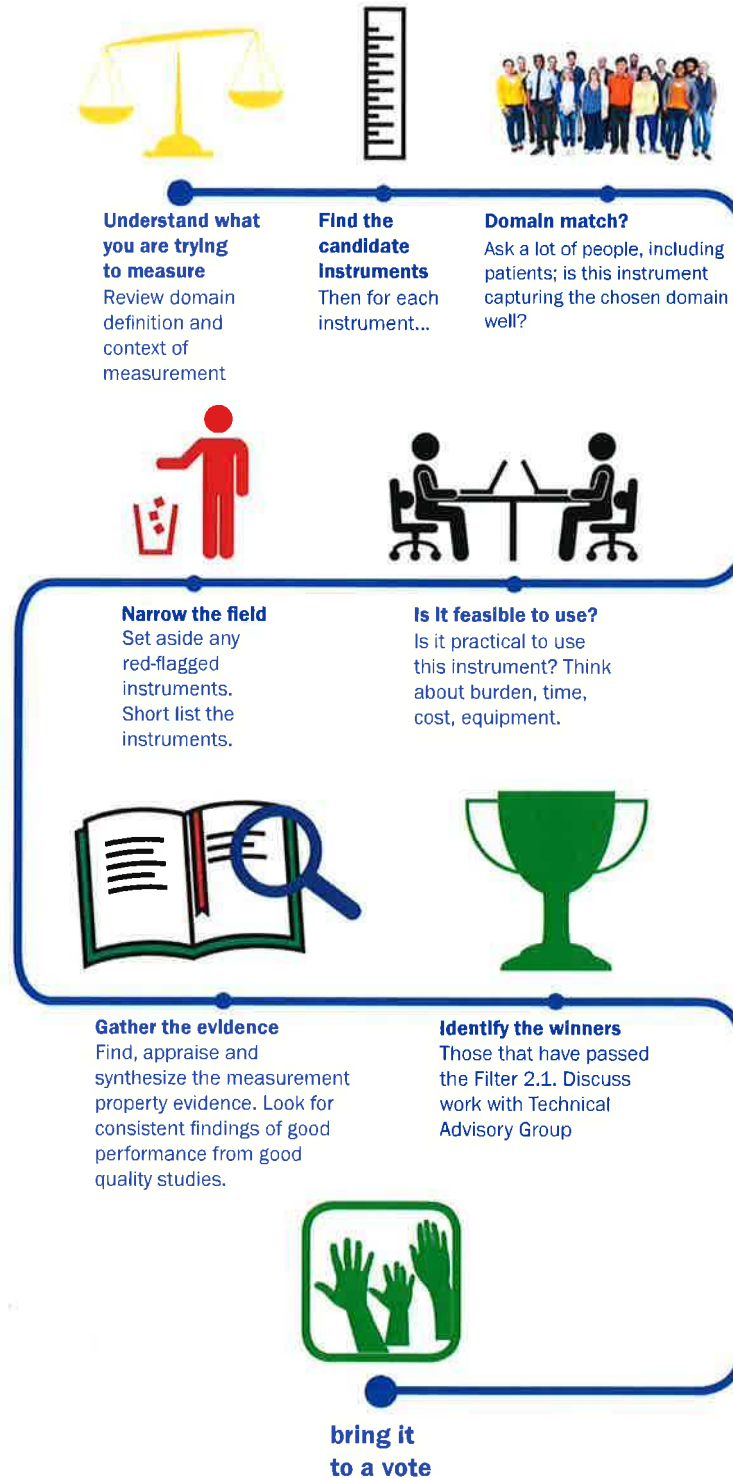 Understand what
you are trying
to measure
Review domain
definition and
context of
measurement
Find the
candidate
instruments
Then for each
instrument...
Domain match?
Ask a lot of people, including
patients; is this instrument
capturing the chosen domain
well?
Is it feasible to use?
Is it practical to use
this instrument? Think
about burden, time,
cost, equipment.
Narrow the field
Set aside any
red-flagged
instruments.
Short list the
instruments.
Gather the evidence
Find, appraise and
synthesize the measurement
property evidence. Look for
consistent findings of good
performance from good
quality studies.
Identify the winners
Those that have passed
the Filter 2.1. Discuss
work with Technical
Advisory Group
bring it
to a vote